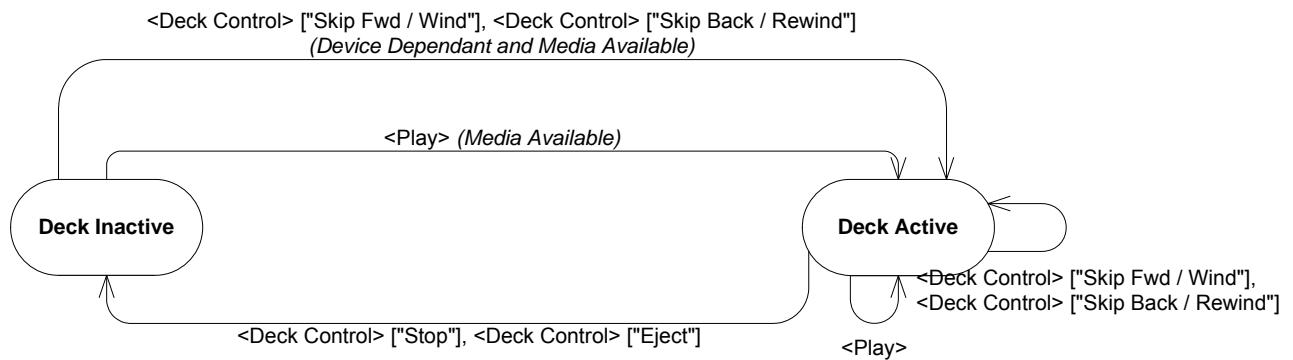 <Deck Control> ["Skip Fwd / Wind"], <Deck Control> ["Skip Back / Rewind"]
(Device Dependant and Media Available)
<Play> (Media Available)
Deck Inactive
Deck Active
<Deck Control> ["Skip Fwd / Wind"],
<Deck Control> ["Skip Back / Rewind"]
<Deck Control> ["Stop"], <Deck Control> ["Eject"]
<Play>